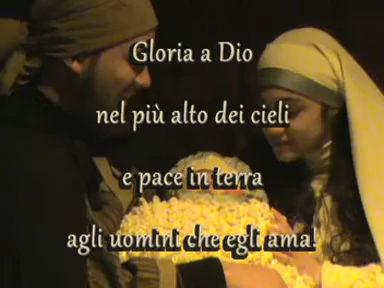 Gloria a Dio
nel più alto dei cieli
e pace in terra
agli uomini che egli ama!